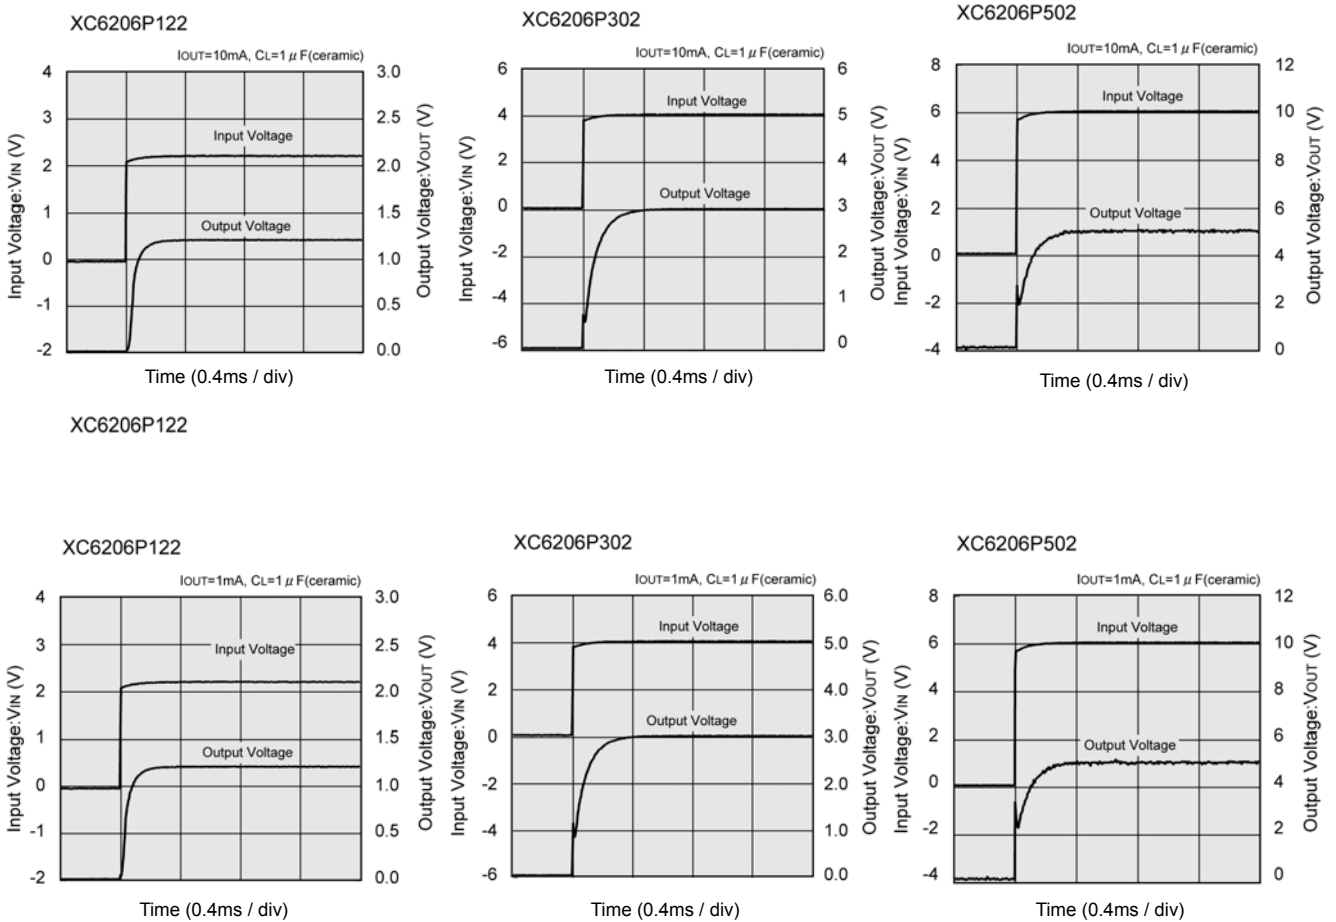 XC6206P122
IOUT=10mA, CL=1 μ F(ceramic)
4
3
2
1
0
-1
-2
Input Voltage:VIN (V)
Input Voltage
Output Voltage
3.0
2.5
2.0
1.5
1.0
0.5
0.0
Output Voltage:VOUT (V)
Time (0.4ms / div)
XC6206P302
IOUT=10mA, CL=1 μ F(ceramic)
6
4
2
0
-2
-4
-6
Input Voltage:VIN (V)
Input Voltage
Output Voltage
6
5
4
3
2
1
0
Output Voltage:VOUT (V)
Time (0.4ms / div)
XC6206P502
IOUT=10mA, CL=1 μ F(ceramic)
8
6
4
2
0
-2
-4
Input Voltage:VIN (V)
Input Voltage
Output Voltage
12
10
8
6
4
2
0
Output Voltage:VOUT (V)
Time (0.4ms / div)
XC6206P122
XC6206P122
IOUT=1mA, CL=1 μ F(ceramic)
4
3
2
1
0
-1
-2
Input Voltage:VIN (V)
Input Voltage
Output Voltage
3.0
2.5
2.0
1.5
1.0
0.5
0.0
Output Voltage:VOUT (V)
Time (0.4ms / div)
XC6206P302
IOUT=1mA, CL=1 μ F(ceramic)
6
4
2
0
-2
-4
-6
Input Voltage:VIN (V)
Input Voltage
Output Voltage
6.0
5.0
4.0
3.0
2.0
1.0
0.0
Output Voltage:VOUT (V)
Time (0.4ms / div)
XC6206P502
IOUT=1mA, CL=1 μ F(ceramic)
8
6
4
2
0
-2
-4
Input Voltage:VIN (V)
Input Voltage
Output Voltage
12
10
8
6
4
2
0
Output Voltage:VOUT (V)
Time (0.4ms / div)